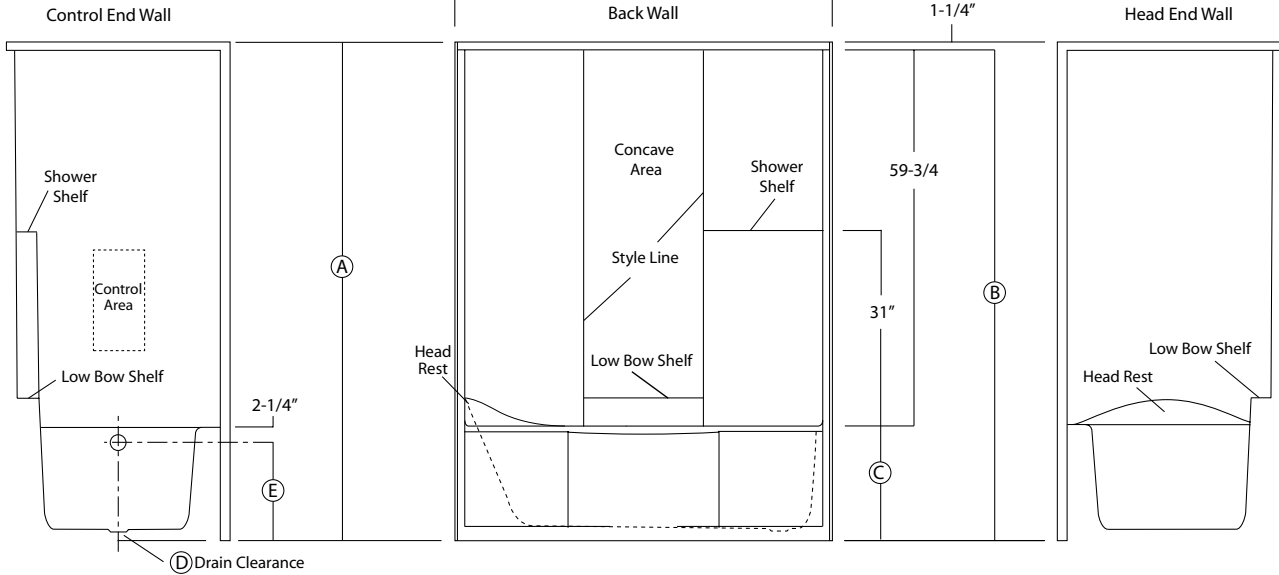 Control End Wall
Back Wall
1-1/4”
Head End Wall
Shower
Shelf
Control
Area
Low Bow Shelf
2-1/4”
E
D Drain Clearance
A
Concave
Area
Shower
Shelf
Style Line
Head
Rest
Low Bow Shelf
59-3/4
31”
B
C
Low Bow Shelf
Head Rest